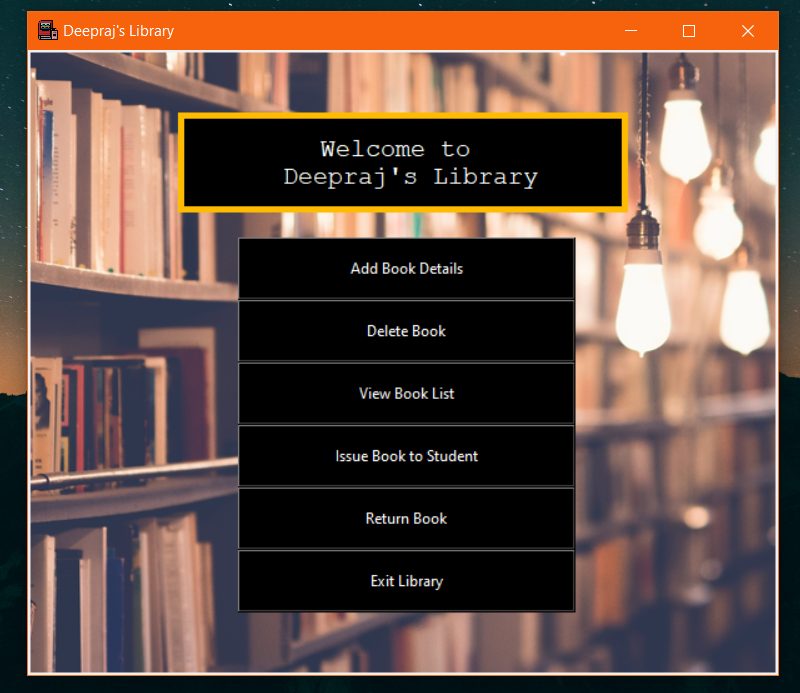 Deepraj's Library
Welcome to
Deepraj's Library
Add Book Details
Delete Book
View Book List
Issue Book to Student
Return Book
Exit Library